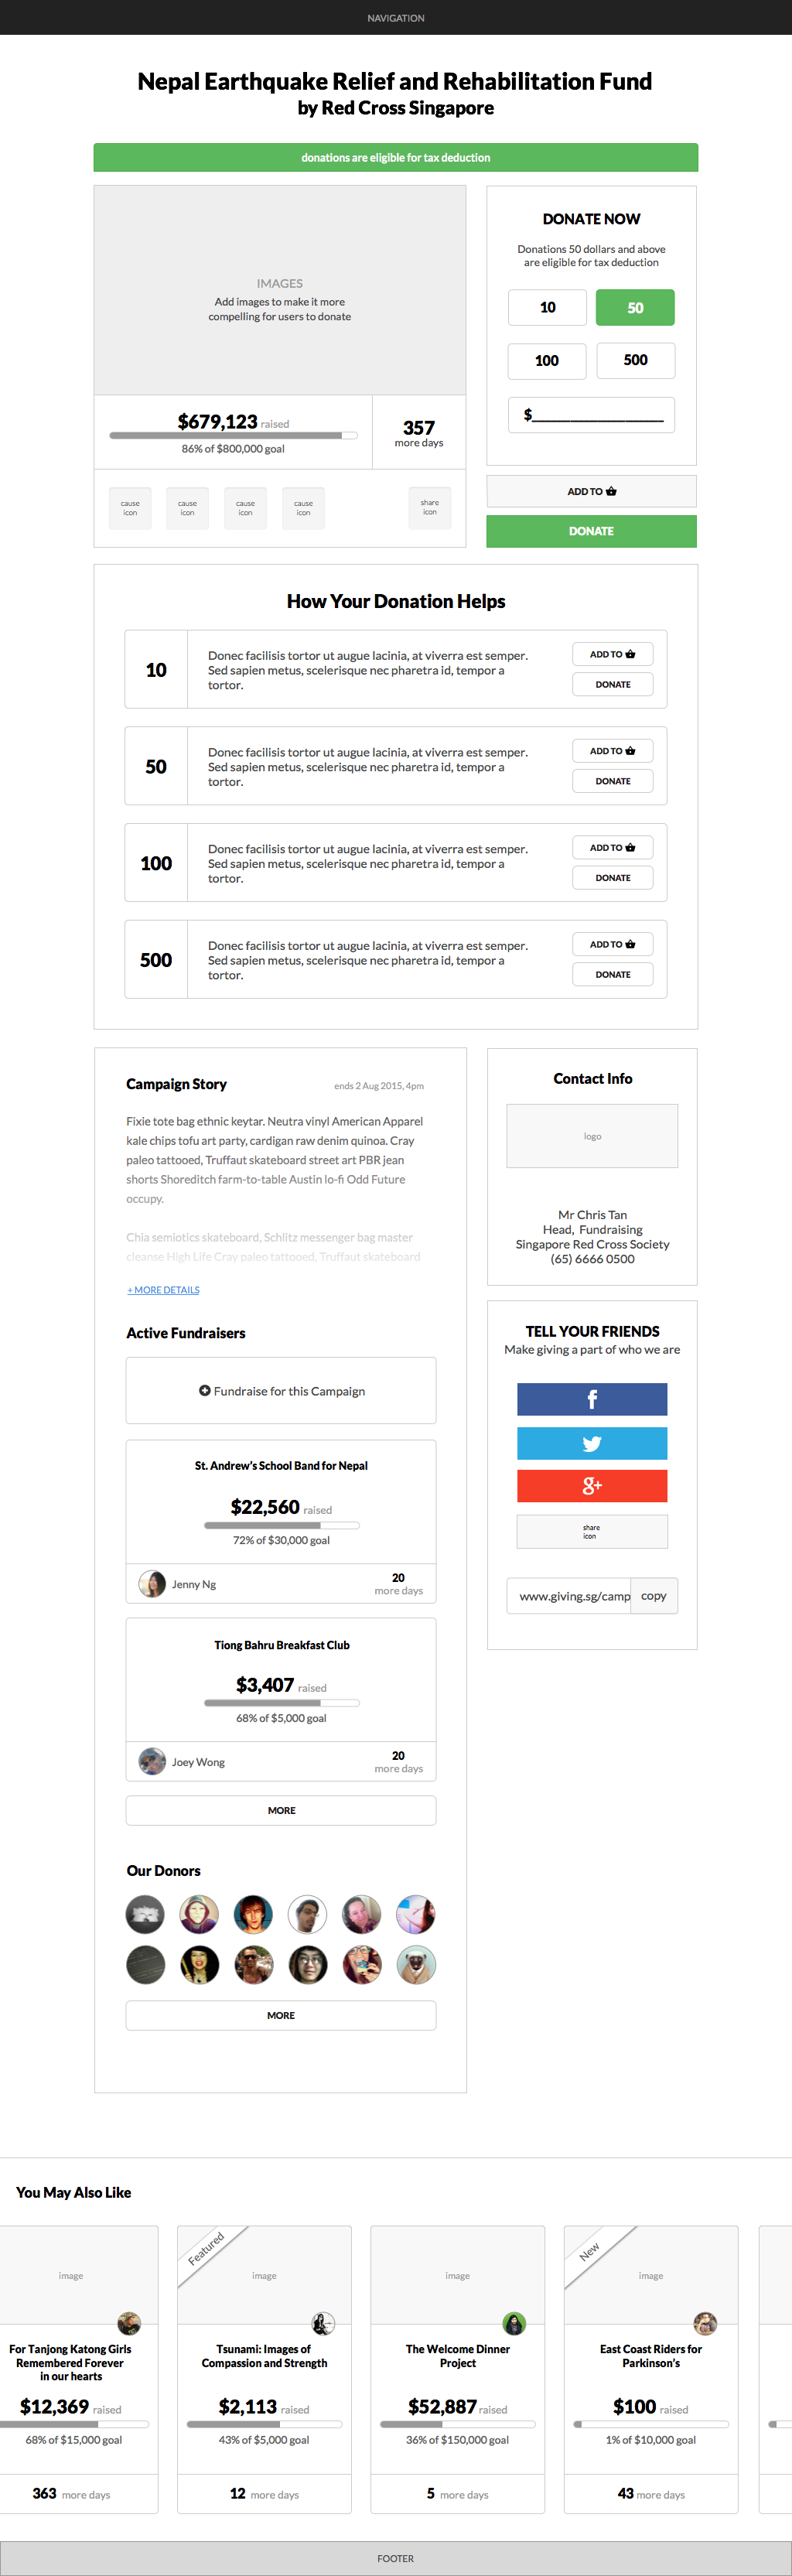 NAVIGATION
Nepal Earthquake Relief and Rehabilitation Fund
by Red Cross Singapore
donations are eligible for tax deduction
IMAGES
Add images to make it more
compelling for users to donate
$679,123 raised
86% of $800,000 goal
357
more days
cause
icon
cause
icon
cause
icon
cause
icon
share
icon
DONATE NOW
Donations 50 dollars and above
are eligible for tax deduction
10
50
100
500
$___________________
ADD TO
DONATE
How Your Donation Helps
10
Donec facilisis tortor ut augue lacinia, at viverra est semper.
Sed sapien metus, scelerisque nec pharetra id, tempor a
tortor.
ADD TO
DONATE
50
Donec facilisis tortor ut augue lacinia, at viverra est semper.
Sed sapien metus, scelerisque nec pharetra id, tempor a
tortor.
ADD TO
DONATE
100
Donec facilisis tortor ut augue lacinia, at viverra est semper.
Sed sapien metus, scelerisque nec pharetra id, tempor a
tortor.
ADD TO
DONATE
500
Donec facilisis tortor ut augue lacinia, at viverra est semper.
Sed sapien metus, scelerisque nec pharetra id, tempor a
tortor.
ADD TO
DONATE
Campaign Story
ends 2 Aug 2015, 4pm
Fixie tote bag ethnic keytar. Neutra vinyl American Apparel
kale chips tofu art party, cardigan raw denim quinoa. Cray
paleo tattooed, Truffaut skateboard street art PBR jean
shorts Shoreditch farm-to-table Austin lo-fi Odd Future
occupy.
Chia semiotics skateboard, Schlitz messenger bag master
cleanse High Life Cray paleo tattooed, Truffaut skateboard
+ MORE DETAILS
Active Fundraisers
Fundraise for this Campaign
St. Andrew's School Band for Nepal
$22,560 raised
72% of $30,000 goal
Jenny Ng
20
more days
Tiong Bahru Breakfast Club
$3,407 raised
68% of $5,000 goal
Joey Wong
20
more days
MORE
Our Donors
MORE
Contact Info
logo
Mr Chris Tan
Head, Fundraising
Singapore Red Cross Society
(65) 6666 0500
TELL YOUR FRIENDS
Make giving a part of who we are
f
g+
share
icon
www.giving.sg/camp
copy
You May Also Like
image
For Tanjong Katong Girls
Remembered Forever
in our hearts
$12,369 raised
68% of $15,000 goal
363 more days
Featured
image
Tsunami: Images of
Compassion and Strength
$2,113 raised
43% of $5,000 goal
12 more days
image
The Welcome Dinner
Project
$52,887 raised
36% of $150,000 goal
5 more days
New
image
East Coast Riders for
Parkinson's
$100 raised
1% of $10,000 goal
43 more days
FOOTER